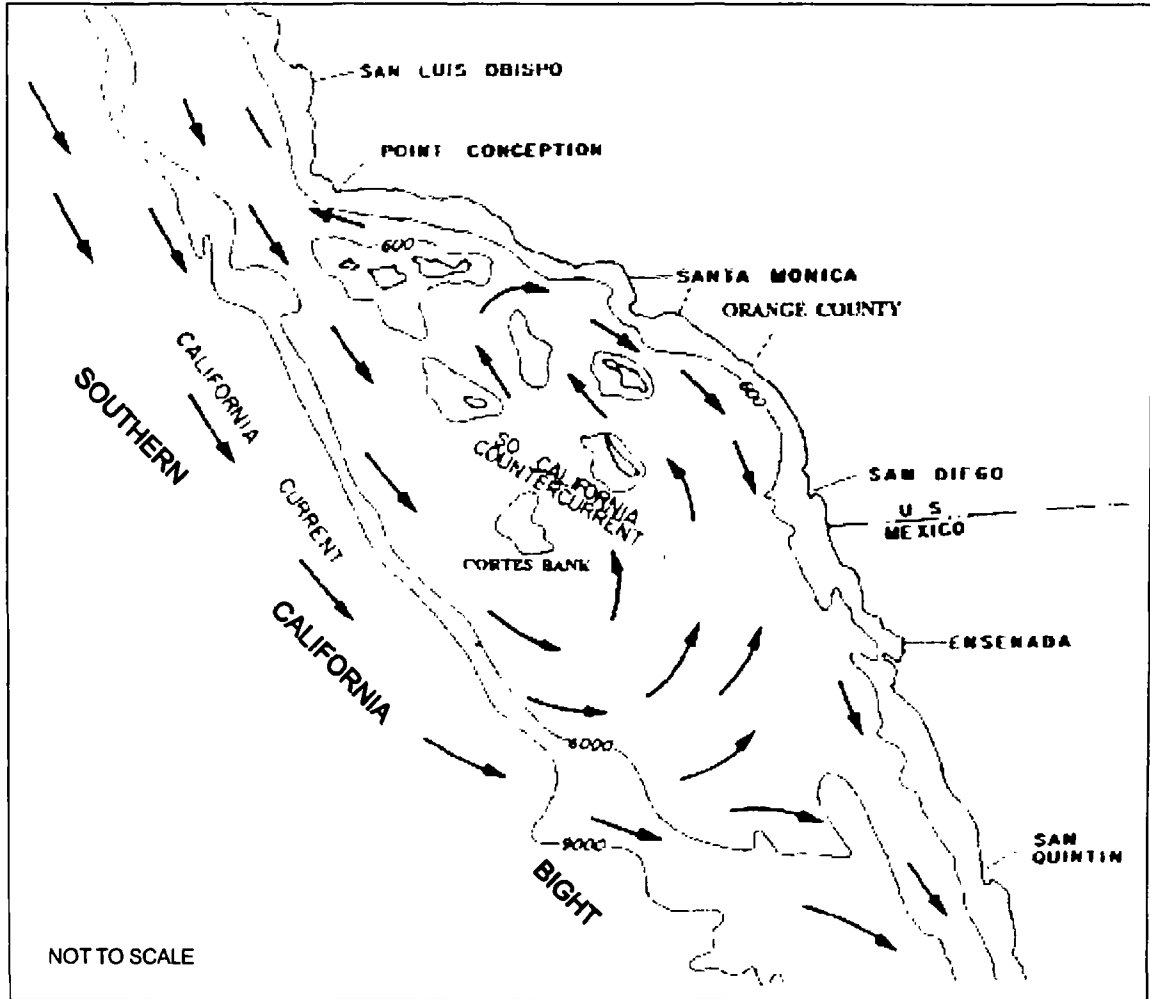 SAN LUIS OBISPO
POINT CONCEPTION
600
SANTA MONICA
ORANGE COUNTY
CALIFORNIA
SOUTHERN
600
SO CALIFORNIA
COUNTERCURRENT
SAN DIEGO
U S
MEXICO
CURRENT
CORTES BANK
CALIFORNIA
ENSENADA
6000
9000
SAN
QUINTIN
BIGHT
NOT TO SCALE